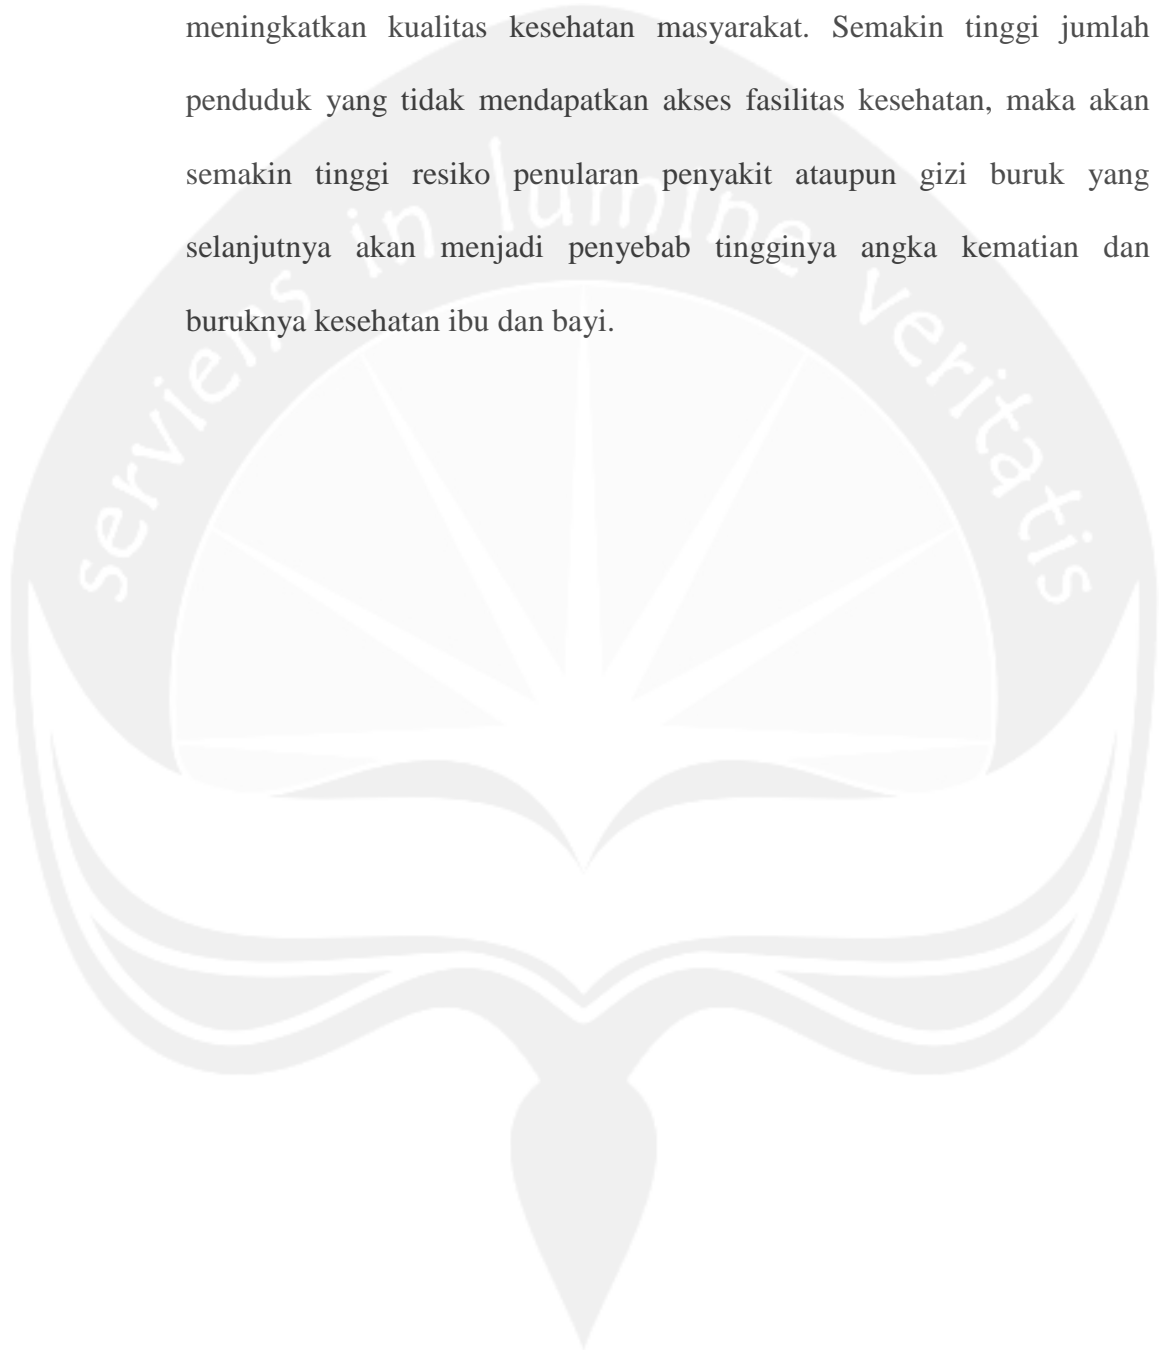 meningkatkan kualitas kesehatan masyarakat. Semakin tinggi jumlah
penduduk yang tidak mendapatkan akses fasilitas kesehatan, maka akan
semakin tinggi resiko penularan penyakit ataupun gizi buruk yang
selanjutnya akan menjadi penyebab tingginya angka kematian dan
buruknya kesehatan ibu dan bayi.
serviens in lumine veritatis